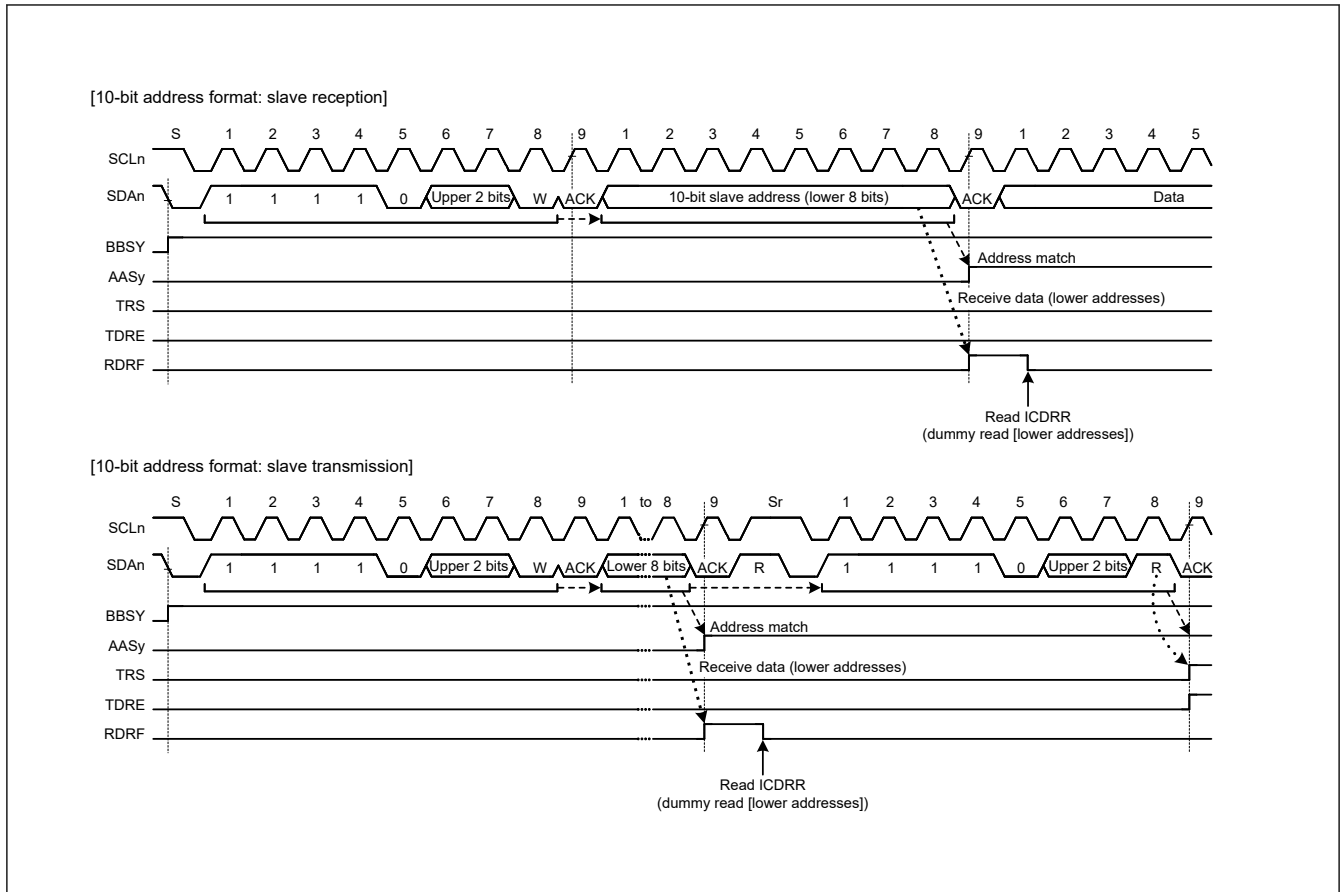 [10-bit address format: slave reception]
S 1 2 3 4 5 6 7 8 9 1 2 3 4 5 6 7 8 9 1 2 3 4 5
SCLn
SDAn 1 1 1 1 0 Upper 2 bits W ACK 10-bit slave address (lower 8 bits) ACK Data
BBSY
Address match
AASy
Receive data (lower addresses)
TRS
TDRE
RDRF
Read ICDRR
(dummy read [lower addresses])
[10-bit address format: slave transmission]
S 1 2 3 4 5 6 7 8 9 1 to 8 9 Sr 1 2 3 4 5 6 7 8 9
SCLn
SDAn 1 1 1 1 0 Upper 2 bits W ACK Lower 8 bits ACK R 1 1 1 1 0 Upper 2 bits R ACK
BBSY
Address match
AASy
Receive data (lower addresses)
TRS
TDRE
RDRF
Read ICDRR
(dummy read [lower addresses])